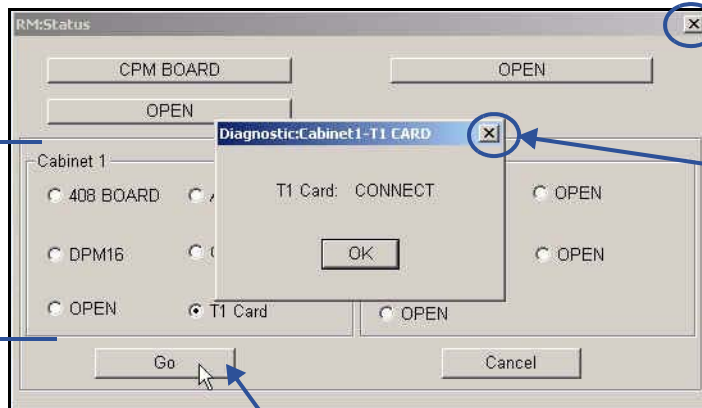 RM:Status
CPM BOARD OPEN
OPEN
Diagnostic:Cabinet1-T1 CARD
Cabinet 1
T1 Card: CONNECT
408 BOARD OPEN
OK
DPM16 OPEN
OPEN T1 Card OPEN
Go Cancel